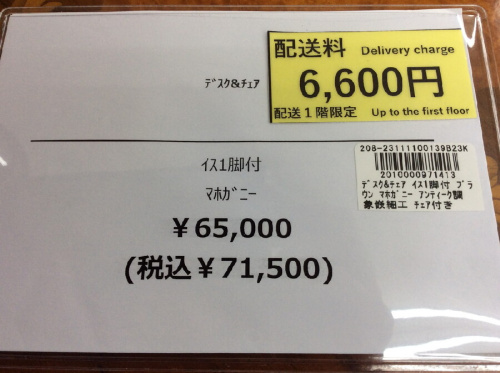 デスク&チェア
配送料 Delivery charge
6,600円
配送1階限定 Up to the first floor
イス1脚付
マホガニー
¥65,000
(税込¥71,500)
208-23111100139B23K
2010000971413
デスク&チェア イス1脚付 ブラ
ウン マホガニー アンティーク調
象嵌細工 チェア付き